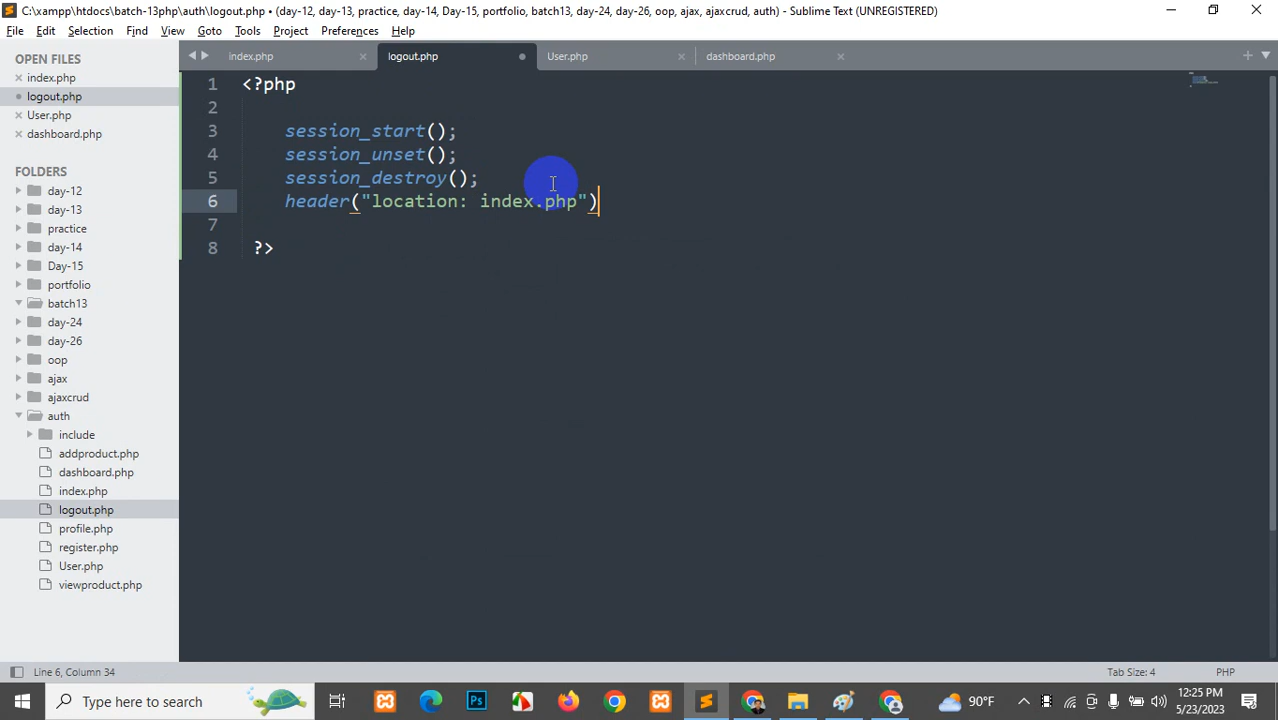 C:\xampp\htdocs\batch-13php\auth\logout.php • (day-12, day-13, practice, day-14, Day-15, portfolio, batch13, day-24, day-26, oop, ajax, ajaxcrud, auth) - Sublime Text (UNREGISTERED)
File Edit Selection Find View Goto Tools Project Preferences Help
OPEN FILES
index.php
logout.php
User.php
dashboard.php
FOLDERS
day-12
day-13
practice
day-14
Day-15
portfolio
batch13
day-24
day-26
oop
ajax
ajaxcrud
auth
include
addproduct.php
dashboard.php
index.php
logout.php
profile.php
register.php
User.php
viewproduct.php
index.php logout.php User.php dashboard.php
1 <?php
2
3 session_start();
4 session_unset();
5 session_destroy();
6 header("location: index.php")
7
8 ?>
Line 6, Column 34 Tab Size: 4 PHP
Type here to search
Ps
90°F
12:25 PM
5/23/2023